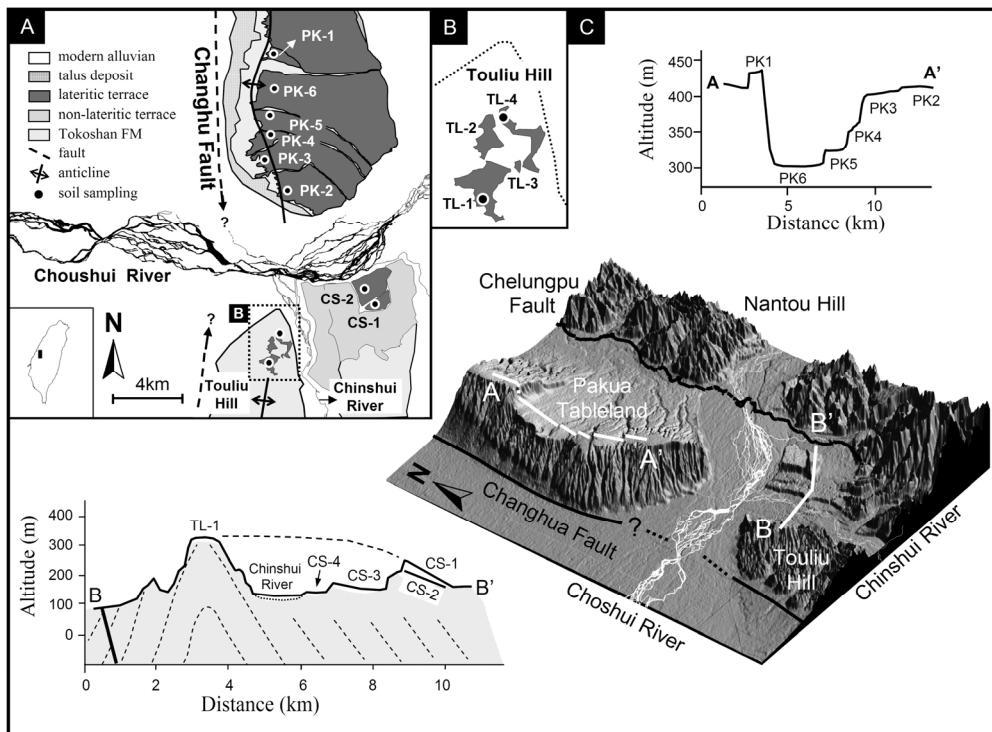 A
modern alluvian
talus deposit
lateritic terrace
non-lateritic terrace
Tokoshan FM
fault
anticline
soil sampling
Changhu Fault
?
PK-1
PK-6
PK-5
PK-4
PK-3
PK-2
Choushui River
CS-2
CS-1
B
?
N
4km
Touliu
Hill
Chinshui
River
B
Touliu Hill
TL-4
TL-2
TL-3
TL-1
C
Altitude (m)
450
400
350
300
A
A'
PK1
PK3
PK2
PK4
PK5
PK6
0
5
10
Distancc (km)
Chelungpu
Fault
Nantou Hill
A
Pakua
Tableland
A'
B'
B
N
Changhua Fault
?
Touliu
Hill
Choshui River
Chinshui River
Altitude (m)
400
300
200
100
0
TL-1
B
Chinshui
River
CS-4
CS-3
CS-1
CS-2
B'
0
2
4
6
8
10
Distance (km)